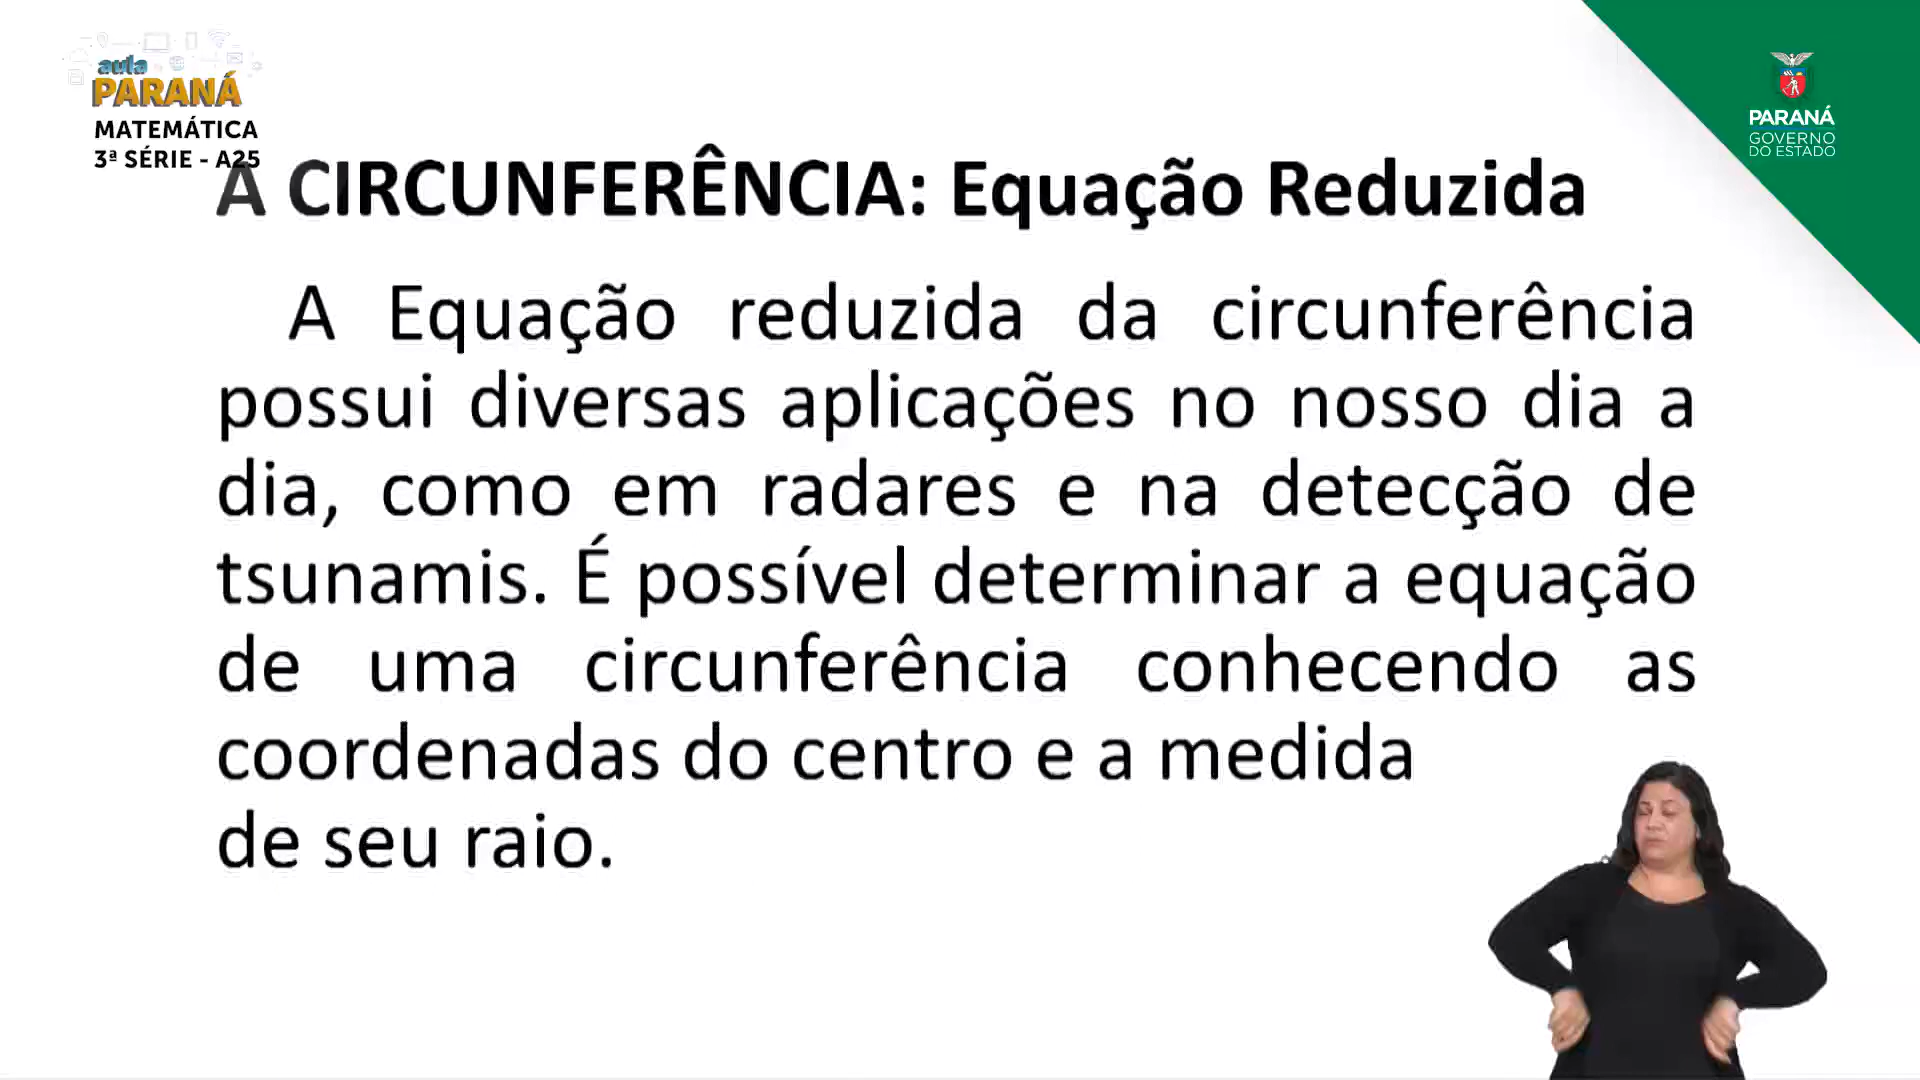 aula
PARANÁ
MATEMÁTICA
3ª SÉRIE - A25
PARANÁ
GOVERNO
DO ESTADO
A CIRCUNFERÊNCIA: Equação Reduzida
A Equação reduzida da circunferência
possui diversas aplicações no nosso dia a
dia, como em radares e na detecção de
tsunamis. É possível determinar a equação
de uma circunferência conhecendo as
coordenadas do centro e a medida
de seu raio.